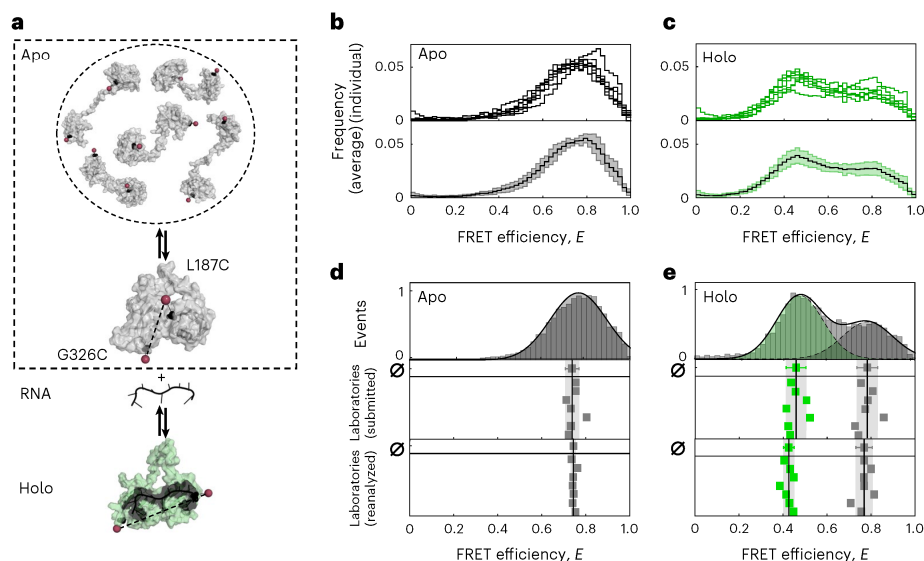 a
Apo
L187C
G326C
+
RNA
Holo
b
Apo
0.05
0
0.05
0
Frequency
(average) (individual)
0 0.2 0.4 0.6 0.8 1.0
FRET efficiency, E
c
Holo
0.05
0
0.05
0
0 0.2 0.4 0.6 0.8 1.0
FRET efficiency, E
d
Apo
1
0
Events
Ø
Laboratories
(submitted)
Ø
Laboratories
(reanalyzed)
0 0.2 0.4 0.6 0.8 1.0
FRET efficiency, E
e
Holo
1
0
Ø
Ø
0 0.2 0.4 0.6 0.8 1.0
FRET efficiency, E